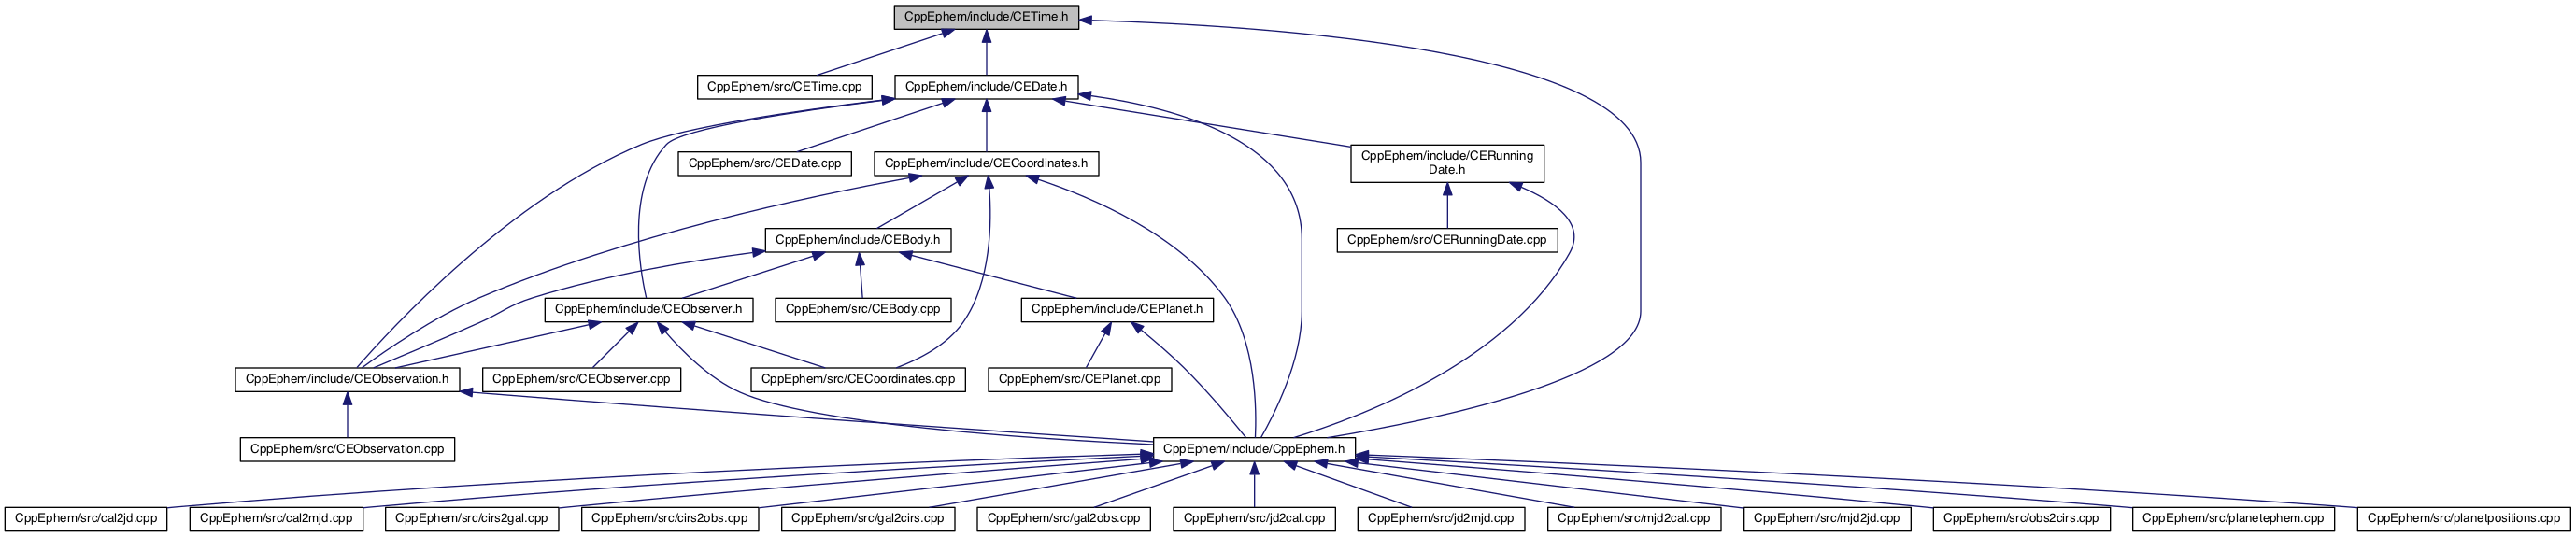 CppEphem/include/CETime.h
CppEphem/src/CETime.cpp
CppEphem/include/CEDate.h
CppEphem/src/CEDate.cpp
CppEphem/include/CECoordinates.h
CppEphem/include/CERunning
Date.h
CppEphem/include/CEBody.h
CppEphem/src/CERunningDate.cpp
CppEphem/include/CEObserver.h
CppEphem/src/CEBody.cpp
CppEphem/include/CEPlanet.h
CppEphem/include/CEObservation.h
CppEphem/src/CEObserver.cpp
CppEphem/src/CECoordinates.cpp
CppEphem/src/CEPlanet.cpp
CppEphem/src/CEObservation.cpp
CppEphem/include/CppEphem.h
CppEphem/src/cal2jd.cpp
CppEphem/src/cal2mjd.cpp
CppEphem/src/cirs2gal.cpp
CppEphem/src/cirs2obs.cpp
CppEphem/src/gal2cirs.cpp
CppEphem/src/gal2obs.cpp
CppEphem/src/jd2cal.cpp
CppEphem/src/jd2mjd.cpp
CppEphem/src/mjd2cal.cpp
CppEphem/src/mjd2jd.cpp
CppEphem/src/obs2cirs.cpp
CppEphem/src/planetephem.cpp
CppEphem/src/planetpositions.cpp